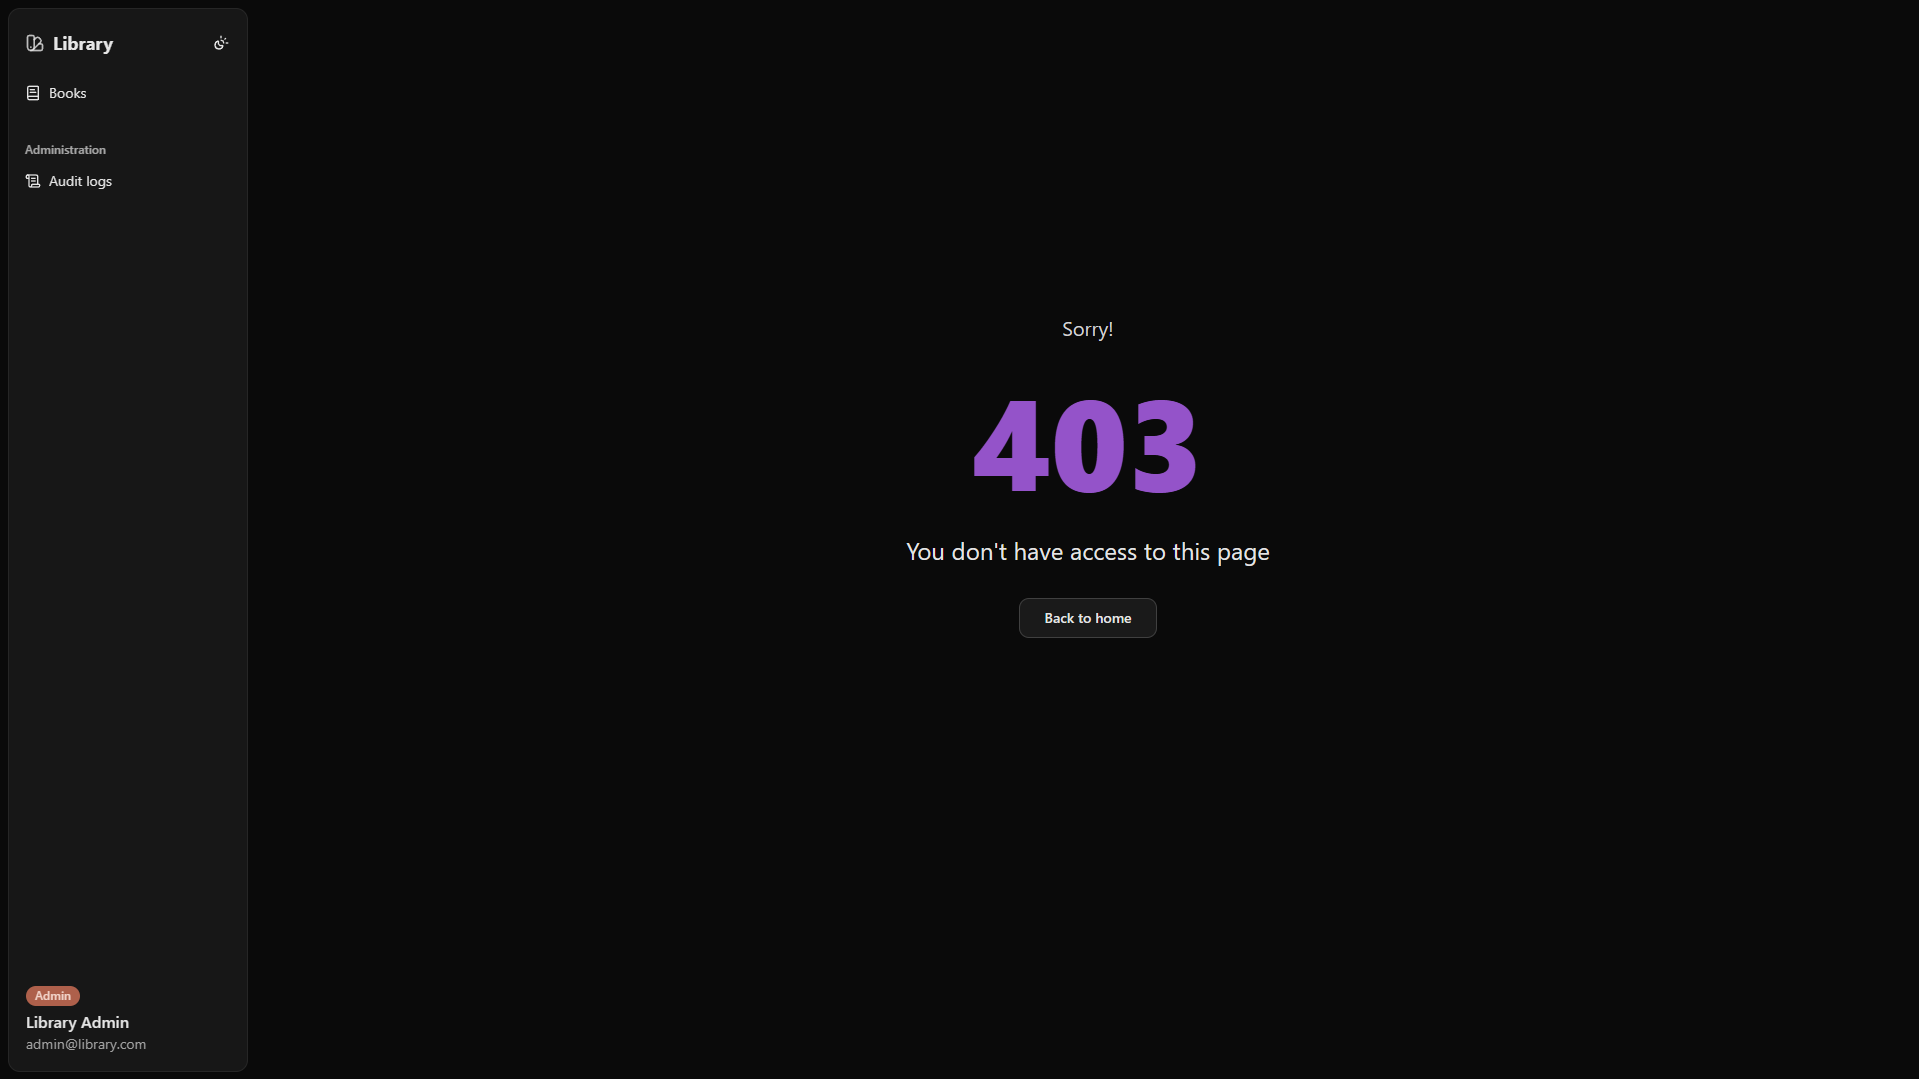 Library
Books
Administration
Audit logs
Sorry!
403
You don't have access to this page
Back to home
Admin
Library Admin
admin@library.com